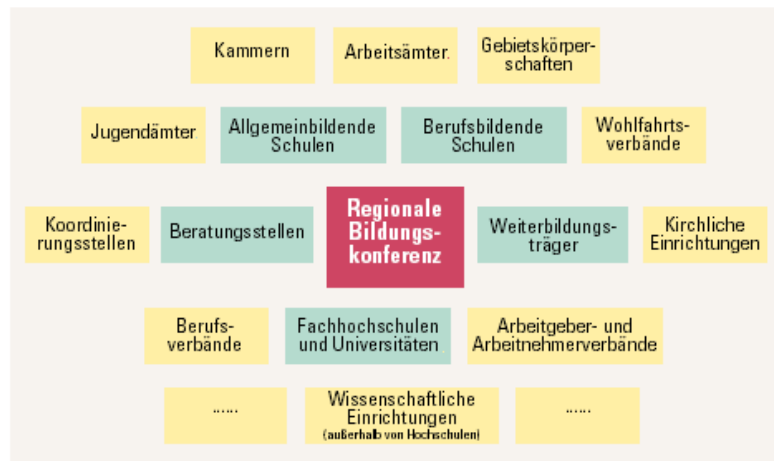 Kammern
Arbeitsämter.
Gebietskörper-
schaften
Jugendämter.
Allgemeinbildende
Schulen
Berufsbildende
Schulen
Wohlfahrts-
verbände
Koordinie-
rungsstellen
Beratungsstellen
Regionale
Bildungs-
konferenz
Weiterbildungs-
träger
Kirchliche
Einrichtungen
Berufs-
verbände
Fachhochschulen
und Universitäten
Arbeitgeber- und
Arbeitnehmerverbände
......
Wissenschaftliche
Einrichtungen
(außerhalb von Hochschulen)
......